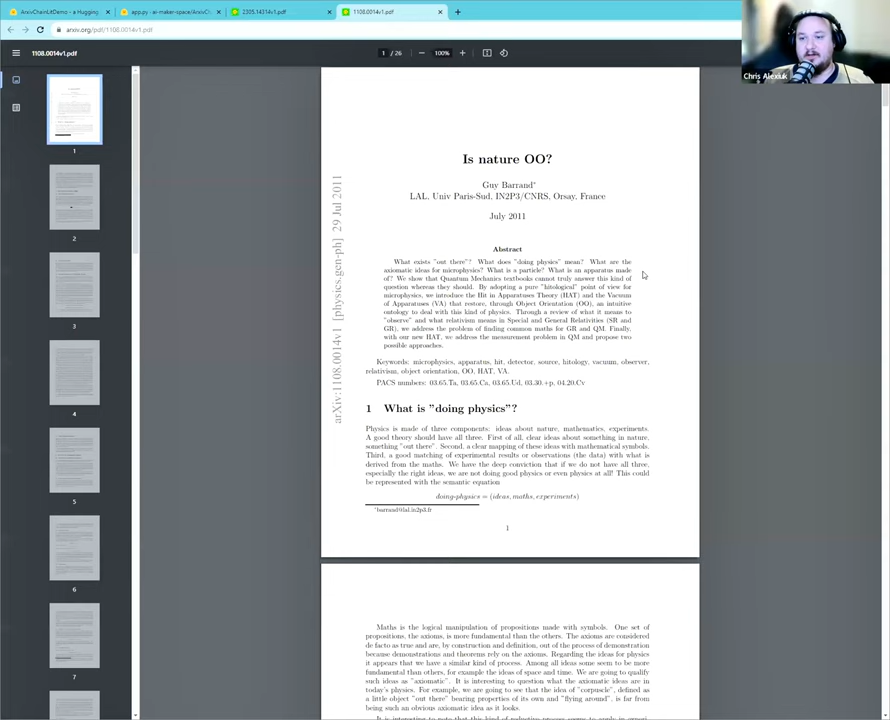 ArxivChainLitDemo - a Hugging
app.py · ai-maker-space/ArxivC
2305.14314v1.pdf
1108.0014v1.pdf
arxiv.org/pdf/1108.0014v1.pdf
1108.0014v1.pdf
1 / 26
100%
Chris Alexiuk
1
2
3
4
5
6
7
arXiv:1108.0014v1 [physics.gen-ph] 29 Jul 2011
Is nature OO?
Guy Barrand*
LAL, Univ Paris-Sud, IN2P3/CNRS, Orsay, France
July 2011
Abstract
What exists "out there"? What does "doing physics" mean? What are the
axiomatic ideas for microphysics? What is a particle? What is an apparatus made
of? We show that Quantum Mechanics textbooks cannot truly answer this kind of
question whereas they should. By adopting a pure "hitological" point of view for
microphysics, we introduce the Hit in Apparatuses Theory (HAT) and the Vacuum
of Apparatuses (VA) that restore, through Object Orientation (OO), an intuitive
ontology to deal with this kind of physics. Through a review of what it means to
"observe" and what relativism means in Special and General Relativities (SR and
GR), we address the problem of finding common maths for GR and QM. Finally,
with our new HAT, we address the measurement problem in QM and propose two
possible approaches.
Keywords: microphysics, apparatus, hit, detector, source, hitology, vacuum, observer,
relativism, object orientation, OO, HAT, VA.
PACS numbers: 03.65.Ta, 03.65.Ca, 03.65.Ud, 03.30.+p, 04.20.Cv
1 What is "doing physics"?
Physics is made of three components: ideas about nature, mathematics, experiments.
A good theory should have all three. First of all, clear ideas about something in nature,
something "out there". Second, a clear mapping of these ideas with mathematical symbols.
Third, a good matching of experimental results or observations (the data) with what is
derived from the maths. We have the deep conviction that if we do not have all three,
especially the right ideas, we are not doing good physics or even physics at all! This could
be represented with the semantic equation
doing-physics = (ideas, maths, experiments)
*barrand@lal.in2p3.fr
1
Maths is the logical manipulation of propositions made with symbols. One set of
propositions, the axioms, is more fundamental than the others. The axioms are considered
de facto as true and are, by construction and definition, out of the process of demonstration
because demonstrations and theorems rely on the axioms. Regarding the ideas for physics
it appears that we have a similar kind of process. Among all ideas some seem to be more
fundamental than others, for example the ideas of space and time. We are going to qualify
such ideas as "axiomatic". It is interesting to question what the axiomatic ideas are in
today's physics. For example, we are going to see that the idea of "corpuscle", defined as
a little object "out there" bearing properties of its own and "flying around", is far from
being such an obvious axiomatic idea as it looks.